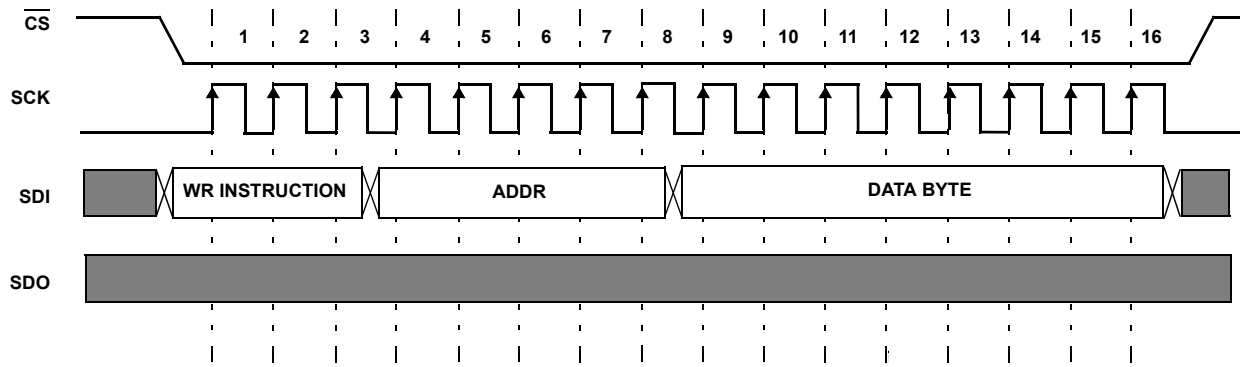 CS
1 2 3 4 5 6 7 8 9 10 11 12 13 14 15 16
SCK
SDI WR INSTRUCTION ADDR DATA BYTE
SDO